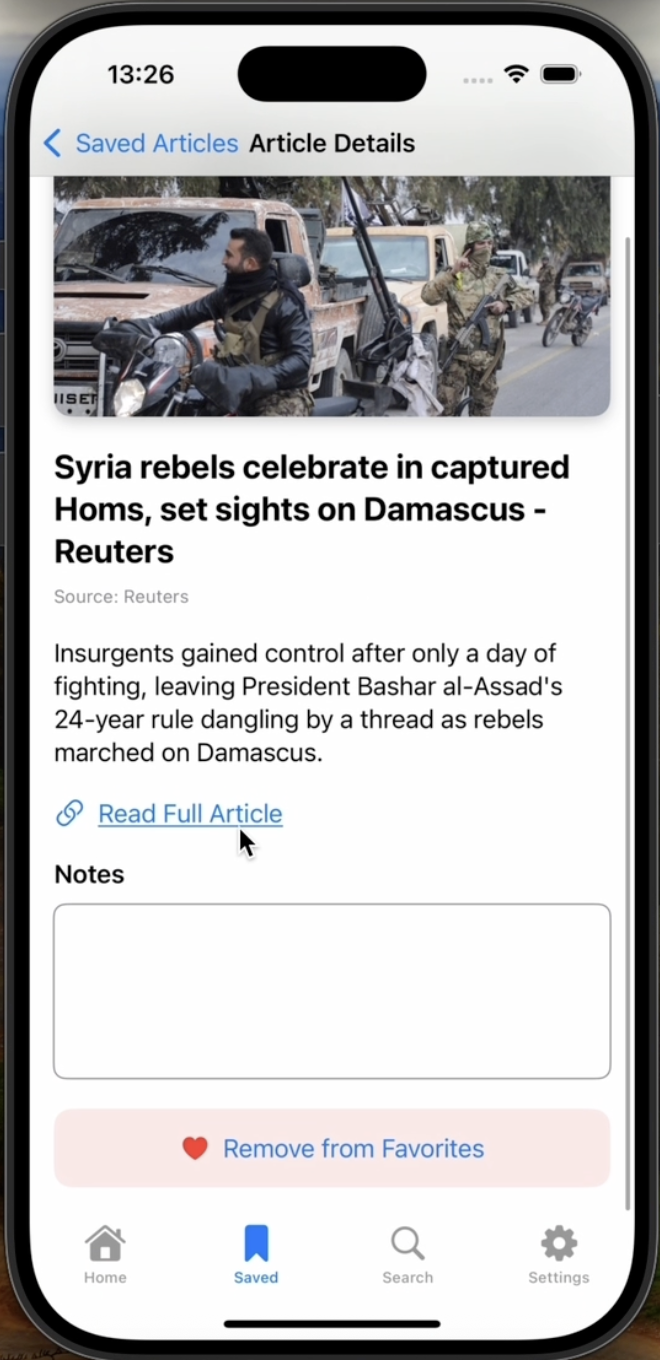 13:26
Saved Articles Article Details
Syria rebels celebrate in captured
Homs, set sights on Damascus -
Reuters
Source: Reuters
Insurgents gained control after only a day of
fighting, leaving President Bashar al-Assad's
24-year rule dangling by a thread as rebels
marched on Damascus.
Read Full Article
Notes
Remove from Favorites
Home Saved Search Settings